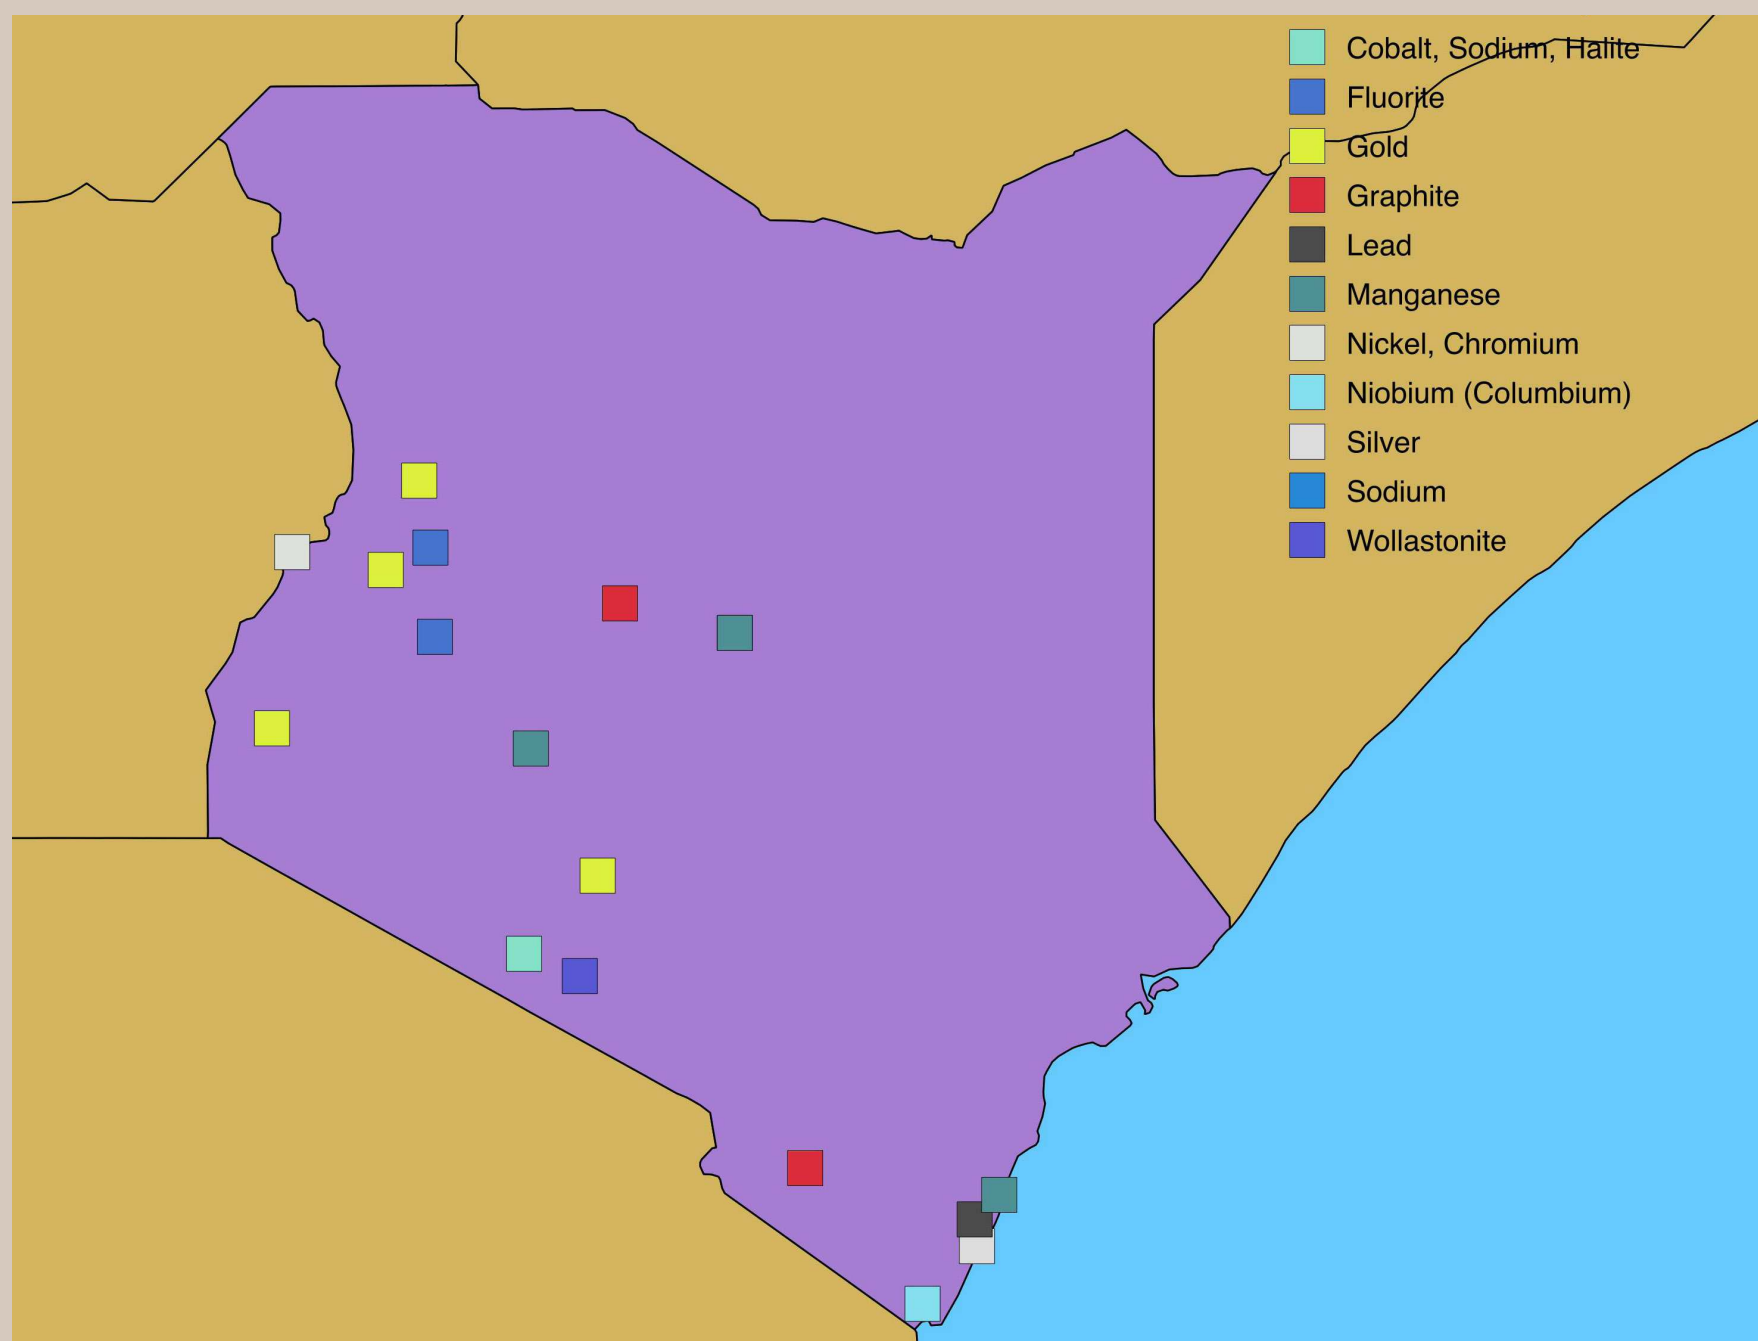 Cobalt, Sodium, Halite
Fluorite
Gold
Graphite
Lead
Manganese
Nickel, Chromium
Niobium (Columbium)
Silver
Sodium
Wollastonite